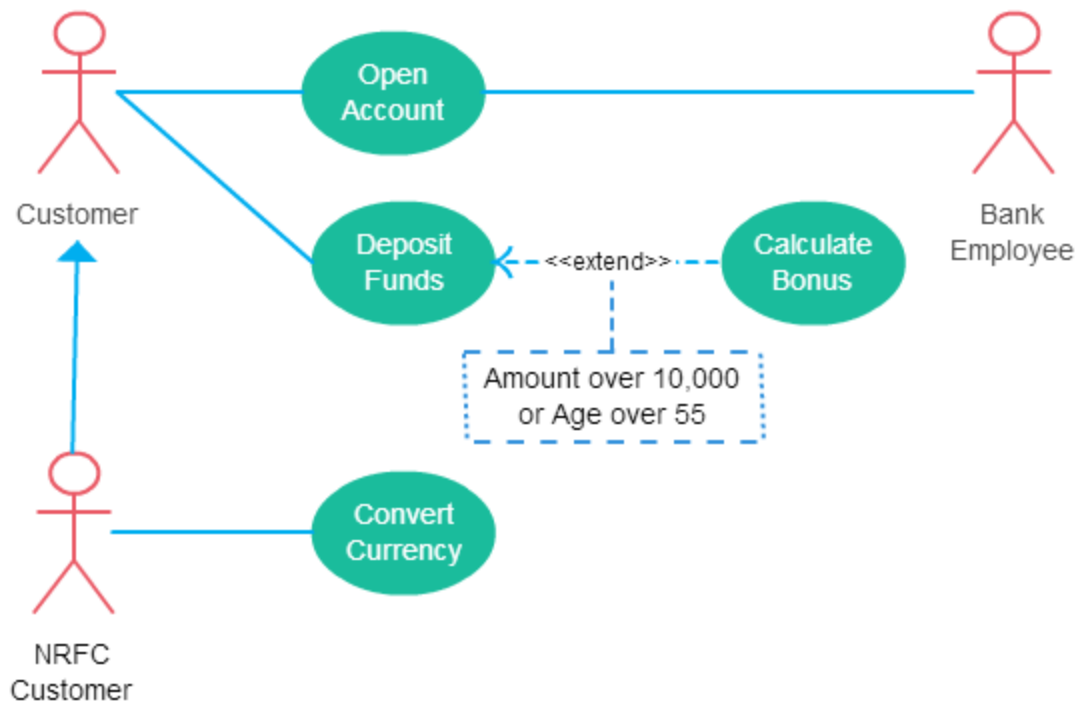 Open
Account
Customer
Bank
Employee
Deposit
Funds
<<extend>>
Calculate
Bonus
Amount over 10,000
or Age over 55
Convert
Currency
NRFC
Customer